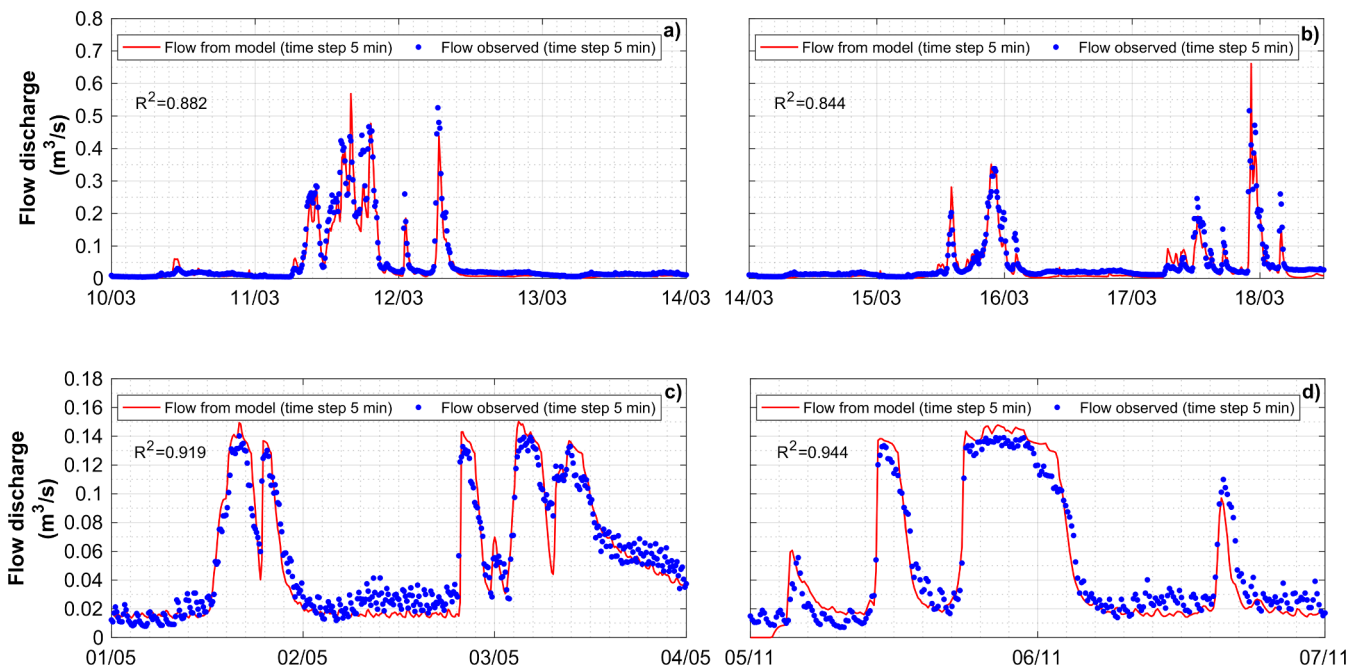 0.8
0.7
0.6
0.5
0.4
0.3
0.2
0.1
0
Flow discharge
(m³/s)
Flow from model (time step 5 min) Flow observed (time step 5 min)
a)
R²=0.882
10/03 11/03 12/03 13/03 14/03
Flow from model (time step 5 min) Flow observed (time step 5 min)
b)
R²=0.844
14/03 15/03 16/03 17/03 18/03
0.18
0.16
0.14
0.12
0.1
0.08
0.06
0.04
0.02
0
Flow discharge
(m³/s)
Flow from model (time step 5 min) Flow observed (time step 5 min)
c)
R²=0.919
01/05 02/05 03/05 04/05
Flow from model (time step 5 min) Flow observed (time step 5 min)
d)
R²=0.944
05/11 06/11 07/11